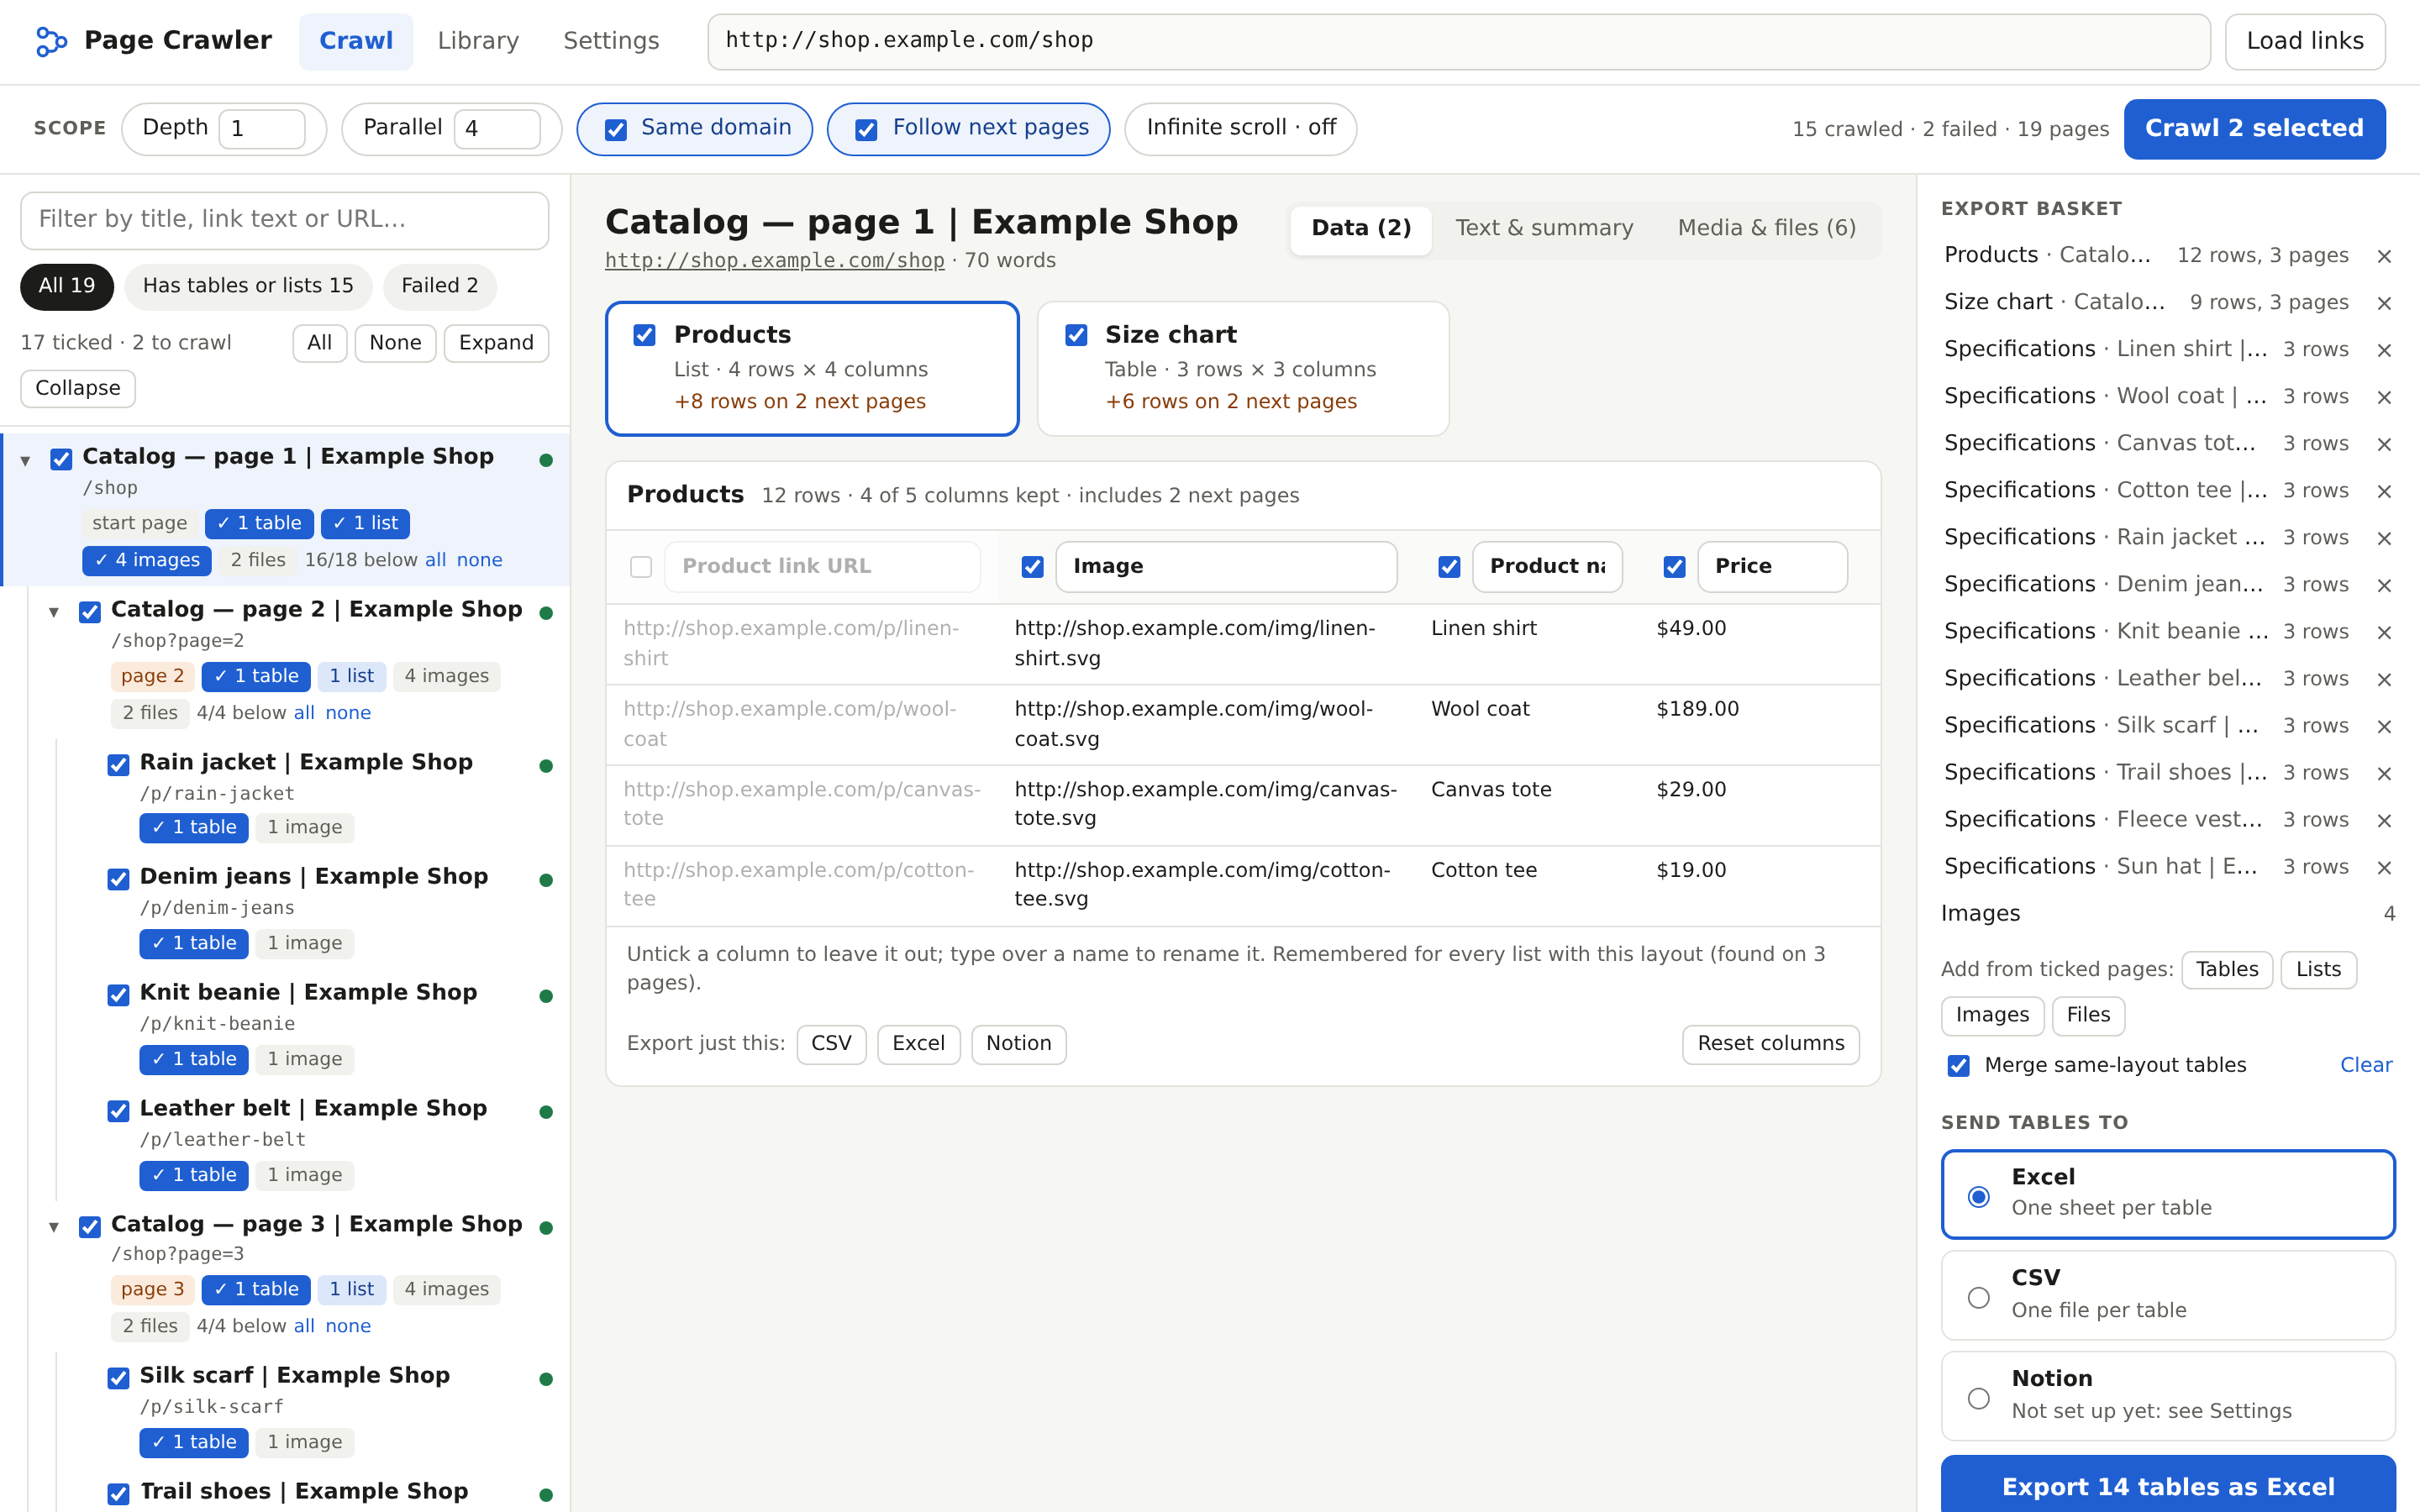 Page Crawler
Crawl
Library
Settings
http://shop.example.com/shop
Load links
SCOPE
Depth 1
Parallel 4
Same domain
Follow next pages
Infinite scroll · off
15 crawled · 2 failed · 19 pages
Crawl 2 selected
Filter by title, link text or URL…
All 19
Has tables or lists 15
Failed 2
17 ticked · 2 to crawl
All
None
Expand
Collapse
Catalog — page 1 | Example Shop
/shop
start page ✓ 1 table ✓ 1 list
✓ 4 images 2 files 16/18 below all none
Catalog — page 2 | Example Shop
/shop?page=2
page 2 ✓ 1 table 1 list 4 images
2 files 4/4 below all none
Rain jacket | Example Shop
/p/rain-jacket
✓ 1 table 1 image
Denim jeans | Example Shop
/p/denim-jeans
✓ 1 table 1 image
Knit beanie | Example Shop
/p/knit-beanie
✓ 1 table 1 image
Leather belt | Example Shop
/p/leather-belt
✓ 1 table 1 image
Catalog — page 3 | Example Shop
/shop?page=3
page 3 ✓ 1 table 1 list 4 images
2 files 4/4 below all none
Silk scarf | Example Shop
/p/silk-scarf
✓ 1 table 1 image
Trail shoes | Example Shop
Catalog — page 1 | Example Shop
http://shop.example.com/shop · 70 words
Data (2)
Text & summary
Media & files (6)
Products
List · 4 rows × 4 columns
+8 rows on 2 next pages
Size chart
Table · 3 rows × 3 columns
+6 rows on 2 next pages
Products 12 rows · 4 of 5 columns kept · includes 2 next pages
Product link URL
Image
Product na
Price
http://shop.example.com/p/linen-
shirt
http://shop.example.com/img/linen-
shirt.svg
Linen shirt
$49.00
http://shop.example.com/p/wool-
coat
http://shop.example.com/img/wool-
coat.svg
Wool coat
$189.00
http://shop.example.com/p/canvas-
tote
http://shop.example.com/img/canvas-
tote.svg
Canvas tote
$29.00
http://shop.example.com/p/cotton-
tee
http://shop.example.com/img/cotton-
tee.svg
Cotton tee
$19.00
Untick a column to leave it out; type over a name to rename it. Remembered for every list with this layout (found on 3
pages).
Export just this: CSV Excel Notion
Reset columns
EXPORT BASKET
Products · Catalo… 12 rows, 3 pages ×
Size chart · Catalo… 9 rows, 3 pages ×
Specifications · Linen shirt |… 3 rows ×
Specifications · Wool coat | … 3 rows ×
Specifications · Canvas tot… 3 rows ×
Specifications · Cotton tee |… 3 rows ×
Specifications · Rain jacket … 3 rows ×
Specifications · Denim jean… 3 rows ×
Specifications · Knit beanie … 3 rows ×
Specifications · Leather bel… 3 rows ×
Specifications · Silk scarf | … 3 rows ×
Specifications · Trail shoes |… 3 rows ×
Specifications · Fleece vest… 3 rows ×
Specifications · Sun hat | E… 3 rows ×
Images 4
Add from ticked pages: Tables Lists
Images Files
Merge same-layout tables
Clear
SEND TABLES TO
Excel
One sheet per table
CSV
One file per table
Notion
Not set up yet: see Settings
Export 14 tables as Excel